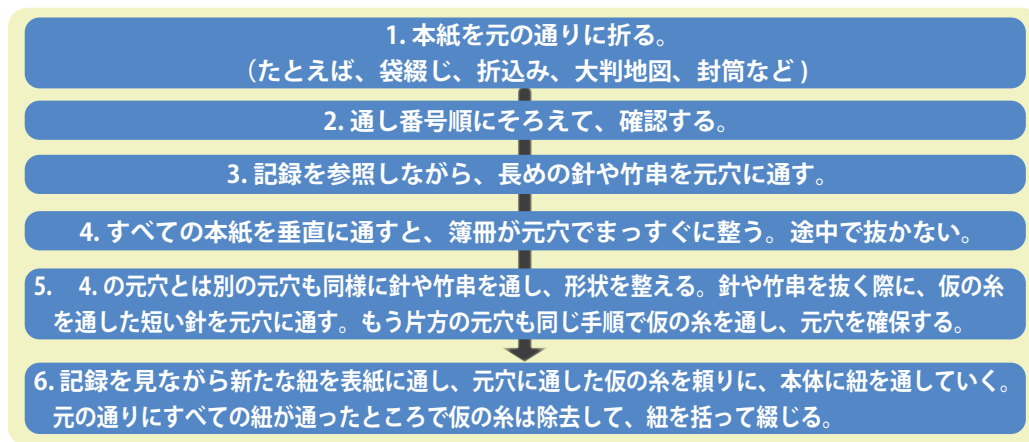 1. 本紙を元の通りに折る。
（たとえば、袋綴じ、折込み、大判地図、封筒など )
2. 通し番号順にそろえて、確認する。
3. 記録を参照しながら、長めの針や竹串を元穴に通す。
4. すべての本紙を垂直に通すと、簿冊が元穴でまっすぐに整う。途中で抜かない。
5.　4. の元穴とは別の元穴も同様に針や竹串を通し、形状を整える。針や竹串を抜く際に、仮の糸
を通した短い針を元穴に通す。もう片方の元穴も同じ手順で仮の糸を通し、元穴を確保する。
6. 記録を見ながら新たな紐を表紙に通し、元穴に通した仮の糸を頼りに、本体に紐を通していく。
元の通りにすべての紐が通ったところで仮の糸は除去して、紐を括って綴じる。